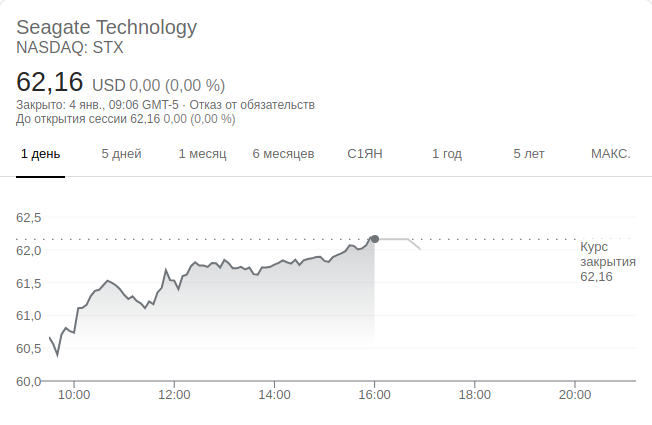 Seagate Technology
NASDAQ: STX
62,16 USD 0,00 (0,00 %)
Закрыто: 4 янв., 09:06 GMT-5 · Отказ от обязательств
До открытия сессии 62,16 0,00 (0,00 %)
1 день 5 дней 1 месяц 6 месяцев С1ЯН 1 год 5 лет МАКС.
62,5
62,0
61,5
61,0
60,5
60,0
Курс
закрытия
62,16
10:00 12:00 14:00 16:00 18:00 20:00